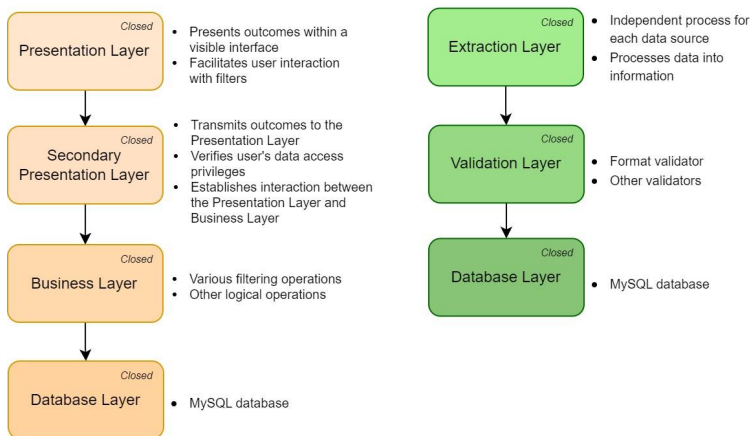 Closed
Presentation Layer
• Presents outcomes within a
visible interface
• Facilitates user interaction
with filters
Closed
Secondary
Presentation Layer
• Transmits outcomes to the
Presentation Layer
• Verifies user's data access
privileges
• Establishes interaction between
the Presentation Layer and
Business Layer
Closed
Business Layer
• Various filtering operations
• Other logical operations
Closed
Database Layer
• MySQL database
Closed
Extraction Layer
• Independent process for
each data source
• Processes data into
information
Closed
Validation Layer
• Format validator
• Other validators
Closed
Database Layer
• MySQL database